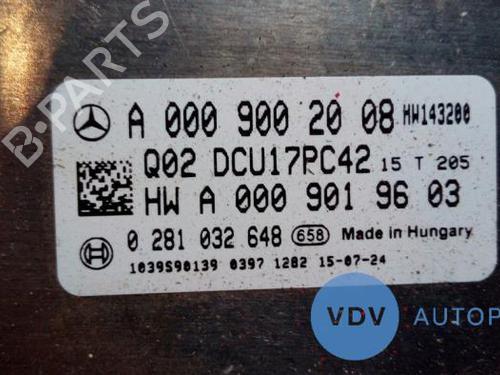 A 000 900 20 08 HW143200
Q02 DCU17PC42 15 T 205
HW A 000 901 96 03
0 281 032 648 658 Made in Hungary
1039S90139 0397 1282 15-07-24
VDV AUTOP